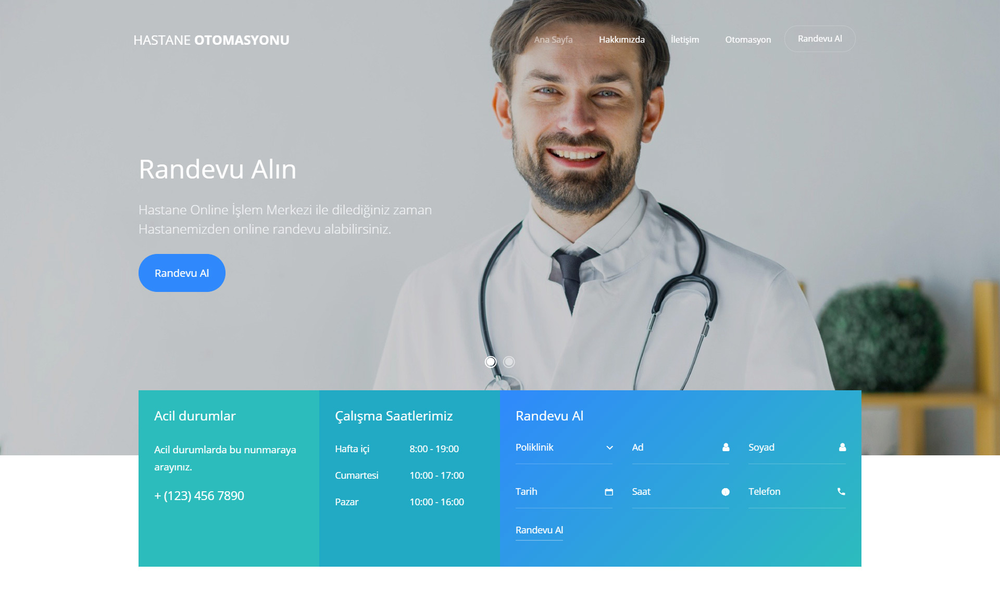 HASTANE OTOMASYONU
Ana Sayfa
Hakkımızda
İletişim
Otomasyon
Randevu Al
Randevu Alın
Hastane Online İşlem Merkezi ile dilediğiniz zaman
Hastanemizden online randevu alabilirsiniz.
Randevu Al
Acil durumlar
Acil durumlarda bu nunmaraya
arayınız.
+ (123) 456 7890
Çalışma Saatlerimiz
Hafta içi 8:00 - 19:00
Cumartesi 10:00 - 17:00
Pazar 10:00 - 16:00
Randevu Al
Poliklinik Ad Soyad
Tarih Saat Telefon
Randevu Al